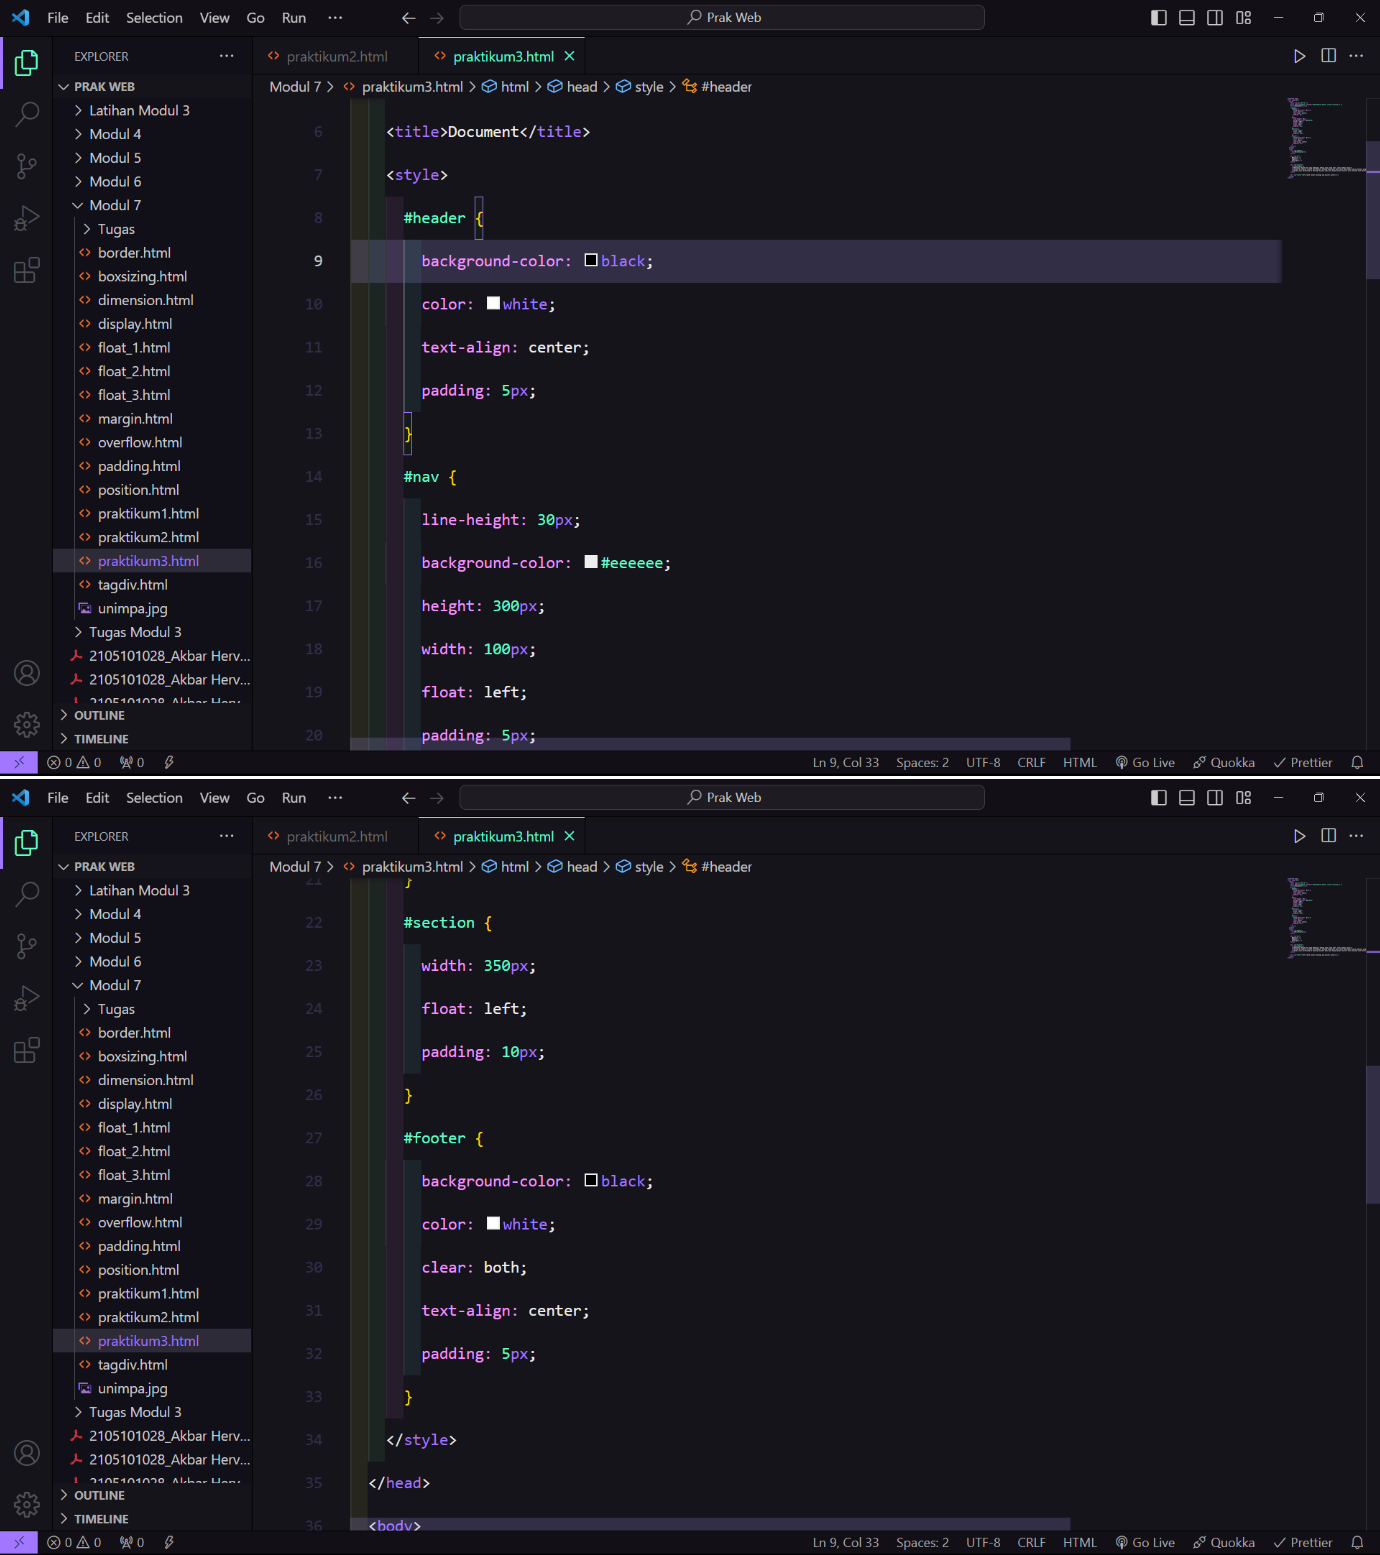 File Edit Selection View Go Run ··· Prak Web
EXPLORER ··· praktikum2.html praktikum3.html
PRAK WEB Modul 7 > praktikum3.html > html > head > style > #header
Latihan Modul 3
Modul 4
Modul 5
Modul 6
Modul 7
Tugas
border.html
boxsizing.html
dimension.html
display.html
float_1.html
float_2.html
float_3.html
margin.html
overflow.html
padding.html
position.html
praktikum1.html
praktikum2.html
praktikum3.html
tagdiv.html
unimpa.jpg
Tugas Modul 3
2105101028_Akbar Herv...
2105101028_Akbar Herv...
2105101028_Akbar Herv...
OUTLINE
TIMELINE
6 <title>Document</title>
7 <style>
8 #header {
9 background-color: black;
10 color: white;
11 text-align: center;
12 padding: 5px;
13 }
14 #nav {
15 line-height: 30px;
16 background-color: #eeeeee;
17 height: 300px;
18 width: 100px;
19 float: left;
20 padding: 5px;
0 0 0 Ln 9, Col 33 Spaces: 2 UTF-8 CRLF HTML Go Live Quokka Prettier
File Edit Selection View Go Run ··· Prak Web
EXPLORER ··· praktikum2.html praktikum3.html
PRAK WEB Modul 7 > praktikum3.html > html > head > style > #header
Latihan Modul 3
Modul 4
Modul 5
Modul 6
Modul 7
Tugas
border.html
boxsizing.html
dimension.html
display.html
float_1.html
float_2.html
float_3.html
margin.html
overflow.html
padding.html
position.html
praktikum1.html
praktikum2.html
praktikum3.html
tagdiv.html
unimpa.jpg
Tugas Modul 3
2105101028_Akbar Herv...
2105101028_Akbar Herv...
2105101028_Akbar Herv...
OUTLINE
TIMELINE
21 }
22 #section {
23 width: 350px;
24 float: left;
25 padding: 10px;
26 }
27 #footer {
28 background-color: black;
29 color: white;
30 clear: both;
31 text-align: center;
32 padding: 5px;
33 }
34 </style>
35 </head>
36 <body>
0 0 0 Ln 9, Col 33 Spaces: 2 UTF-8 CRLF HTML Go Live Quokka Prettier